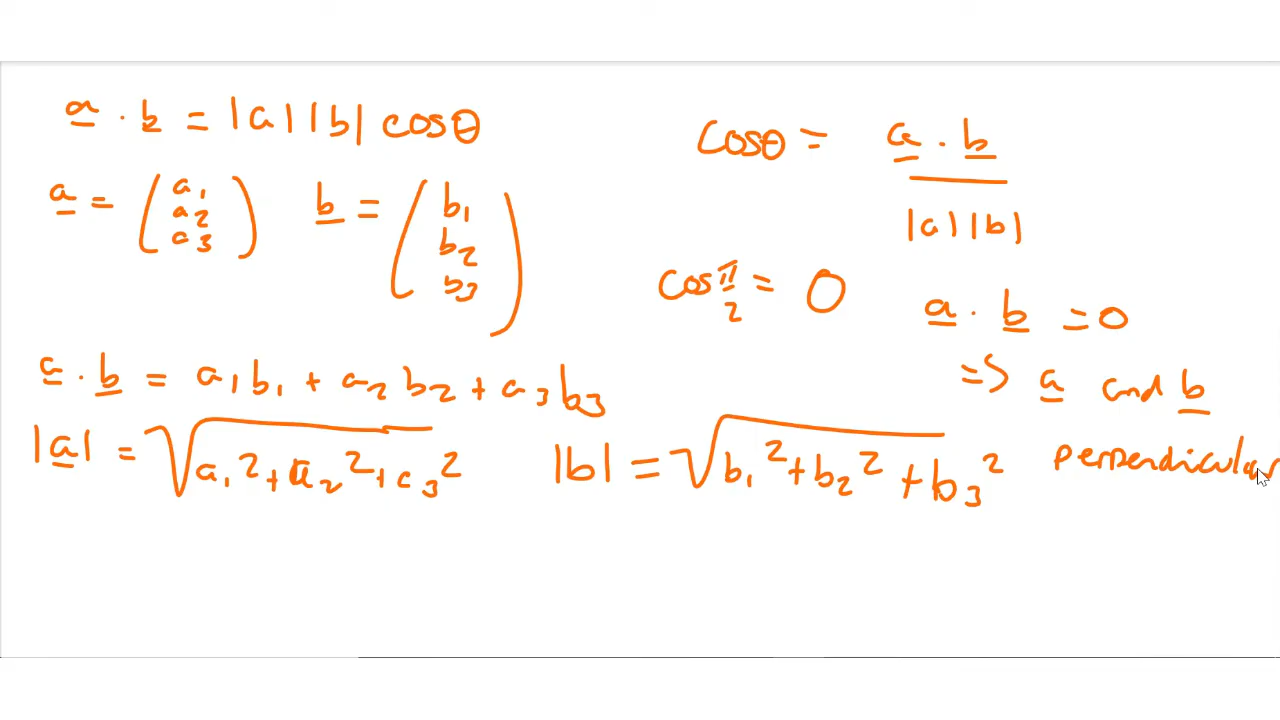 a · b = |a| |b| cosθ
a = ( a₁ a₂ a₃ ) b = ( b₁ b₂ b₃ )
a · b = a₁b₁ + a₂b₂ + a₃b₃
|a| = √a₁² + a₂² + a₃² |b| = √b₁² + b₂² + b₃²
cosθ = a · b / |a| |b|
cos π/2 = 0
a · b = 0
=> a and b
perpendicular